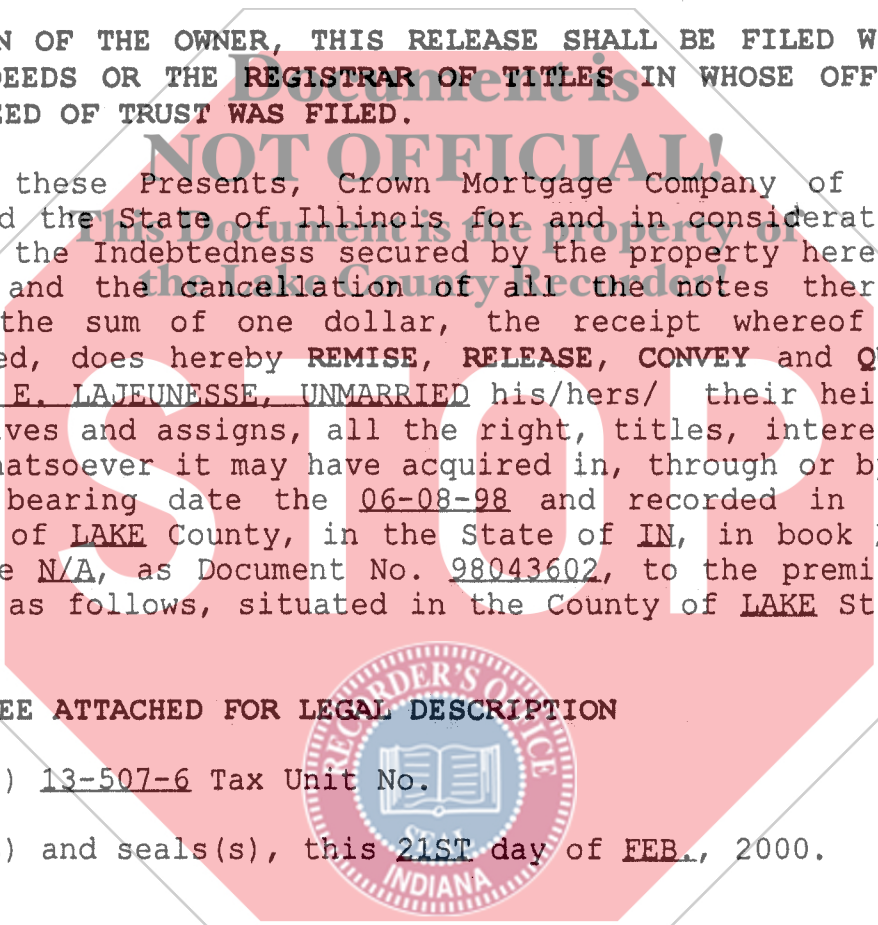 N OF THE OWNER, THIS RELEASE SHALL BE FILED W
DEEDS OR THE REGISTRAR OF TITLES IN WHOSE OFF
EED OF TRUST WAS FILED.
Document is
NOT OFFICIAL!
This Document is the property of
the Lake County Recorder!
these Presents, Crown Mortgage Company of
d the State of Illinois for and in considerat
the Indebtedness secured by the property here
and the cancellation of all the notes ther
the sum of one dollar, the receipt whereof
ed, does hereby REMISE, RELEASE, CONVEY and Q
E. LAJEUNESSE, UNMARRIED his/hers/ their hei
ves and assigns, all the right, titles, intere
hatsoever it may have acquired in, through or b
bearing date the 06-08-98 and recorded in
of LAKE County, in the State of IN, in book
e N/A, as Document No. 98043602, to the premi
as follows, situated in the County of LAKE St
STOP
EE ATTACHED FOR LEGAL DESCRIPTION
) 13-507-6 Tax Unit No.
) and seals(s), this 21ST day of FEB., 2000.
RECORDER'S OFFICE
SEAL
INDIANA